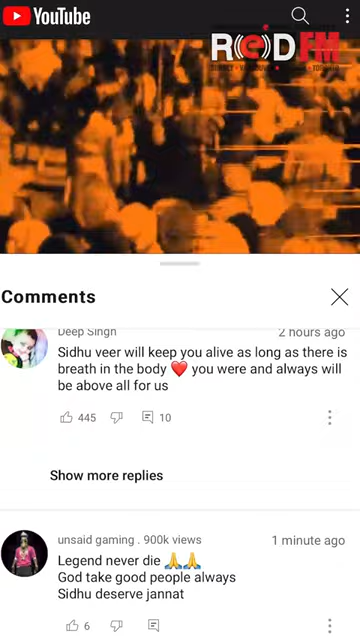 YouTube
RED FM
Comments
Deep Singh
2 hours ago
Sidhu veer will keep you alive as long as there is
breath in the body ❤️ you were and always will
be above all for us
445
10
Show more replies
unsaid gaming . 900k views
1 minute ago
Legend never die 🙏🙏
God take good people always
Sidhu deserve jannat
6